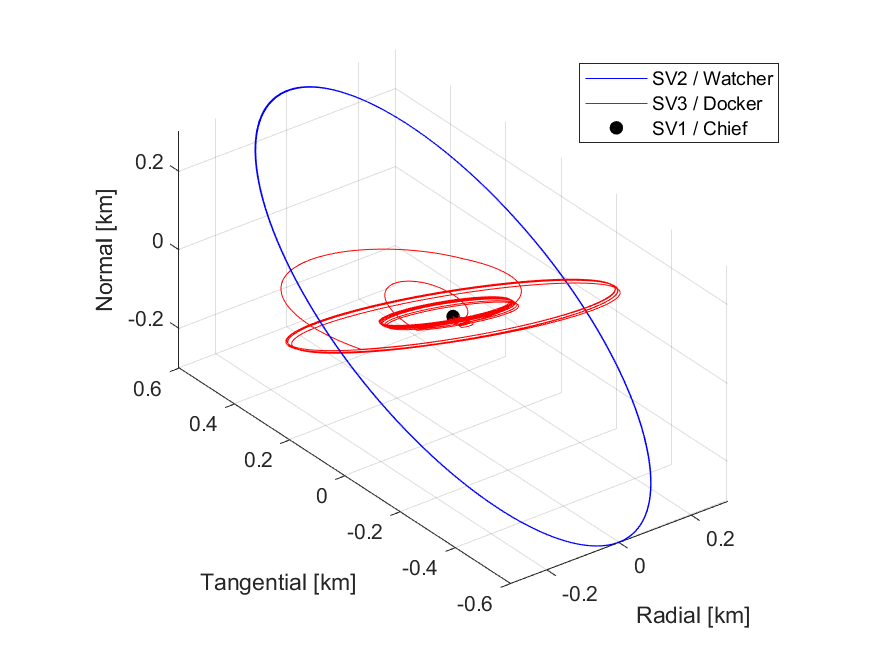 SV2 / Watcher
SV3 / Docker
SV1 / Chief
Normal [km]
0.2
0
-0.2
0.6
0.4
0.2
0
-0.2
-0.4
-0.6
Tangential [km]
-0.2
0
0.2
Radial [km]